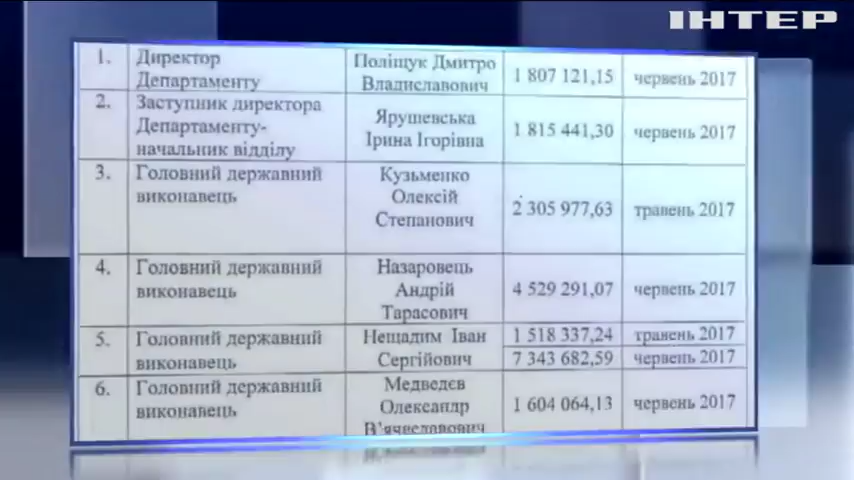 ІНТЕР
1. Директор Департаменту Поліщук Дмитро Владиславович 1 807 121,15 червень 2017
2. Заступник директора Департаменту- начальник відділу Ярушевська Ірина Ігорівна 1 815 441,30 червень 2017
3. Головний державний виконавець Кузьменко Олексій Степанович 2 305 977,63 травень 2017
4. Головний державний виконавець Назаровець Андрій Тарасович 4 529 291,07 червень 2017
5. Головний державний виконавець Нещадим Іван Сергійович 1 518 337,24 травень 2017 7 343 682,59 червень 2017
6. Головний державний виконавець Медведєв Олександр В'ячеславович 1 604 064,13 червень 2017